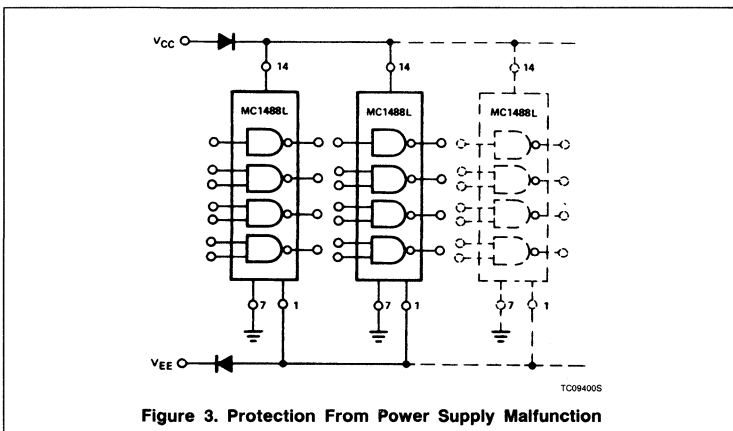 VCC
14
14
14
MC1488L
MC1488L
MC1488L
7
1
7
1
7
1
VEE
TC09400S
Figure 3. Protection From Power Supply Malfunction